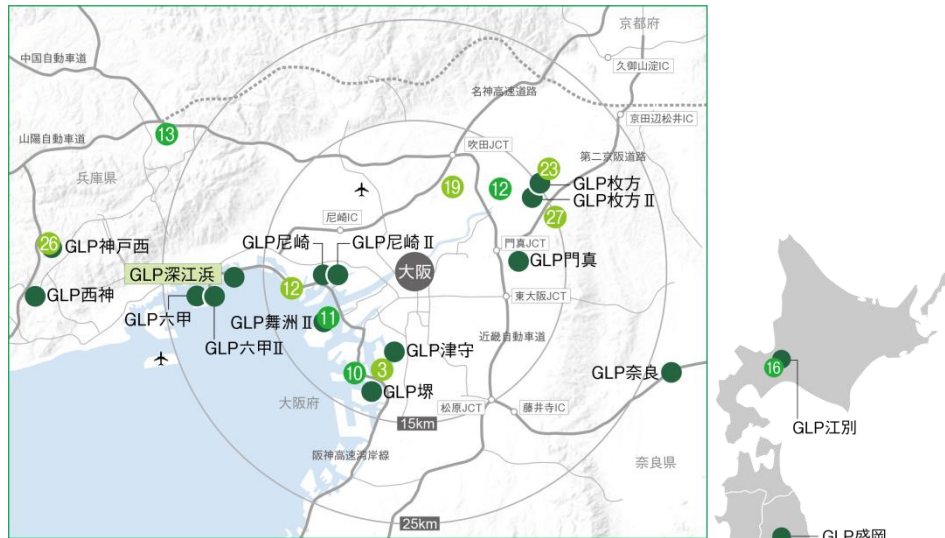 京都府
中国自動車道
久御山淀IC
名神高速道路
京田辺松井IC
13
山陽自動車道
吹田JCT
第二京阪道路
兵庫県
23
19
12
GLP枚方
GLP枚方Ⅱ
尼崎IC
27
26
GLP神戸西
GLP尼崎
GLP尼崎Ⅱ
門真JCT
GLP門真
大阪
GLP深江浜
12
GLP西神
東大阪JCT
GLP六甲
GLP舞洲Ⅱ
11
GLP六甲Ⅱ
近畿自動車道
GLP津守
10
3
GLP奈良
16
GLP堺
大阪府
松原JCT
藤井寺IC
15km
GLP江別
阪神高速湾岸線
奈良県
25km
GLP盛岡